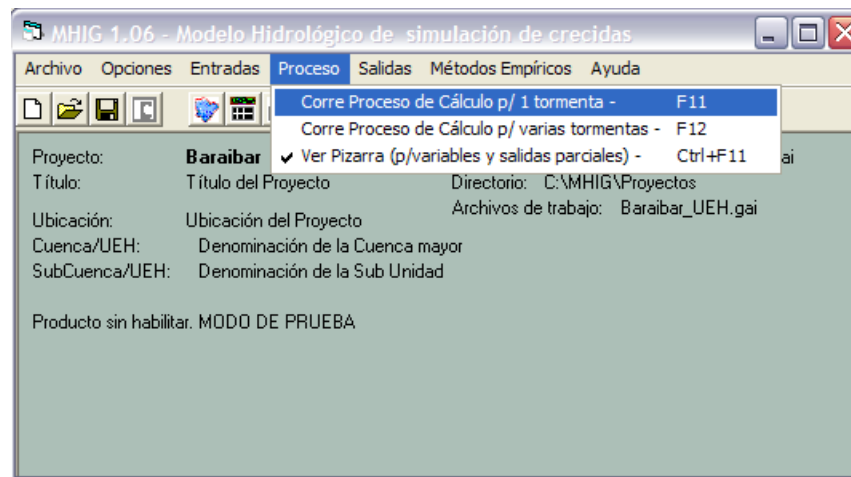 MHIG 1.06 - Modelo Hidrológico de simulación de crecidas
Archivo Opciones Entradas Proceso Salidas Métodos Empíricos Ayuda
Corre Proceso de Cálculo p/ 1 tormenta - F11
Corre Proceso de Cálculo p/ varias tormentas - F12
✓ Ver Pizarra (p/variables y salidas parciales) - Ctrl+F11
Proyecto: Baraibar ai
Título: Título del Proyecto Directorio: C:\MHIG\Proyectos
Archivos de trabajo: Baraibar_UEH.gai
Ubicación: Ubicación del Proyecto
Cuenca/UEH: Denominación de la Cuenca mayor
SubCuenca/UEH: Denominación de la Sub Unidad
Producto sin habilitar. MODO DE PRUEBA